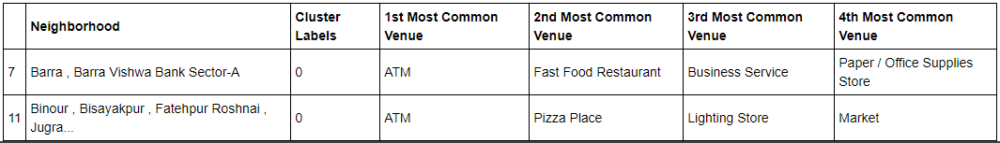 Neighborhood Cluster Labels 1st Most Common Venue 2nd Most Common Venue 3rd Most Common Venue 4th Most Common Venue
7 Barra , Barra Vishwa Bank Sector-A 0 ATM Fast Food Restaurant Business Service Paper / Office Supplies Store
11 Binour , Bisayakpur , Fatehpur Roshnai , Jugra... 0 ATM Pizza Place Lighting Store Market